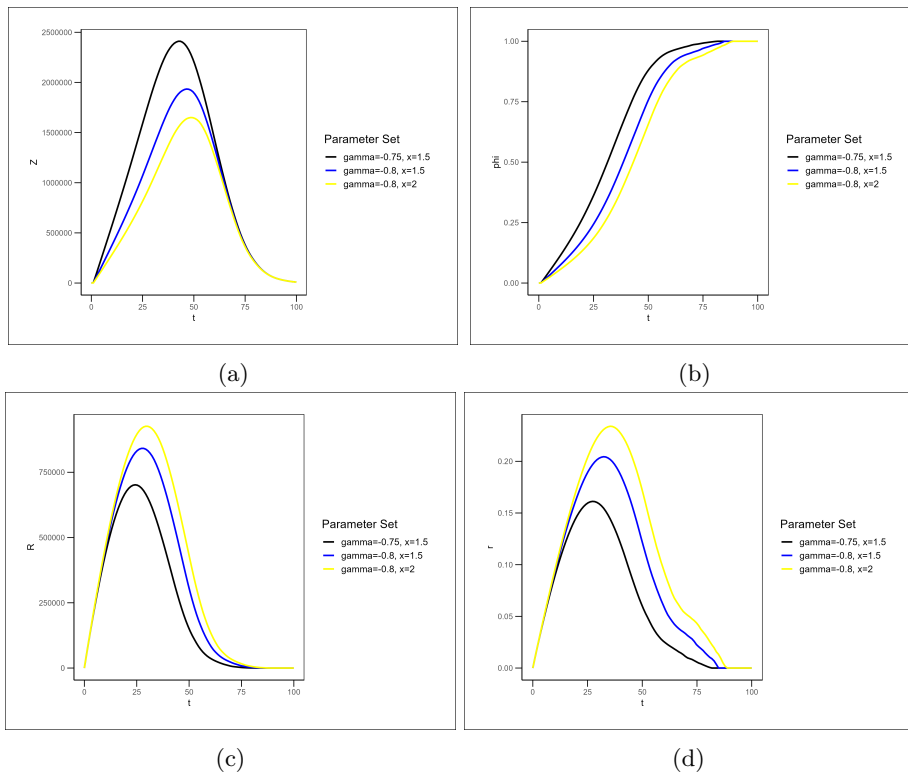 2500000
2000000
1500000
1000000
500000
0
Z
0 25 50 75 100
t
Parameter Set
gamma=-0.75, x=1.5
gamma=-0.8, x=1.5
gamma=-0.8, x=2
(a)
1.00
0.75
0.50
0.25
0.00
phi
0 25 50 75 100
t
Parameter Set
gamma=-0.75, x=1.5
gamma=-0.8, x=1.5
gamma=-0.8, x=2
(b)
750000
500000
250000
0
R
0 25 50 75 100
t
Parameter Set
gamma=-0.75, x=1.5
gamma=-0.8, x=1.5
gamma=-0.8, x=2
(c)
0.20
0.15
0.10
0.05
0.00
r
0 25 50 75 100
t
Parameter Set
gamma=-0.75, x=1.5
gamma=-0.8, x=1.5
gamma=-0.8, x=2
(d)